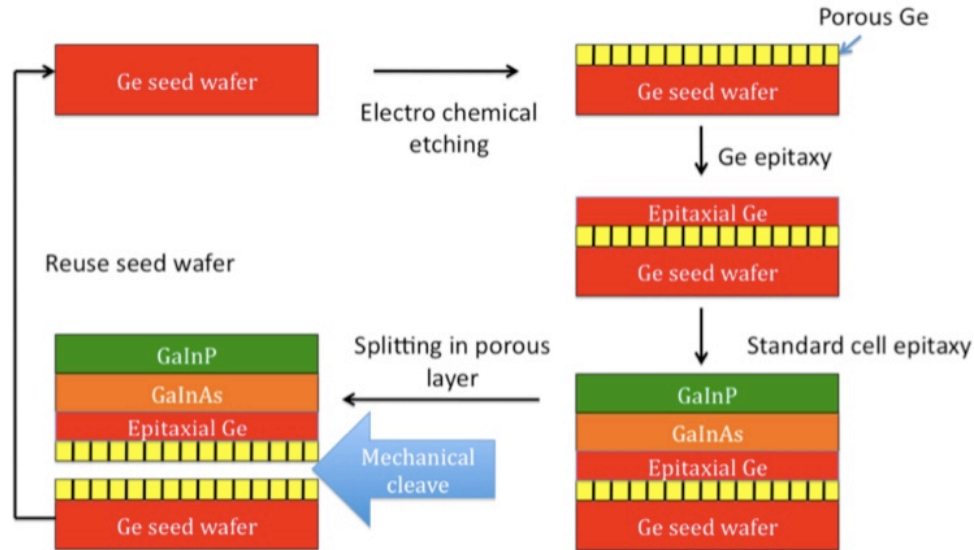 Porous Ge
Ge seed wafer
Electro chemical
etching
Ge seed wafer
Ge epitaxy
Epitaxial Ge
Ge seed wafer
Reuse seed wafer
Standard cell epitaxy
GaInP
GaInAs
Epitaxial Ge
Ge seed wafer
Splitting in porous
layer
Mechanical
cleave
GaInP
GaInAs
Epitaxial Ge
Ge seed wafer